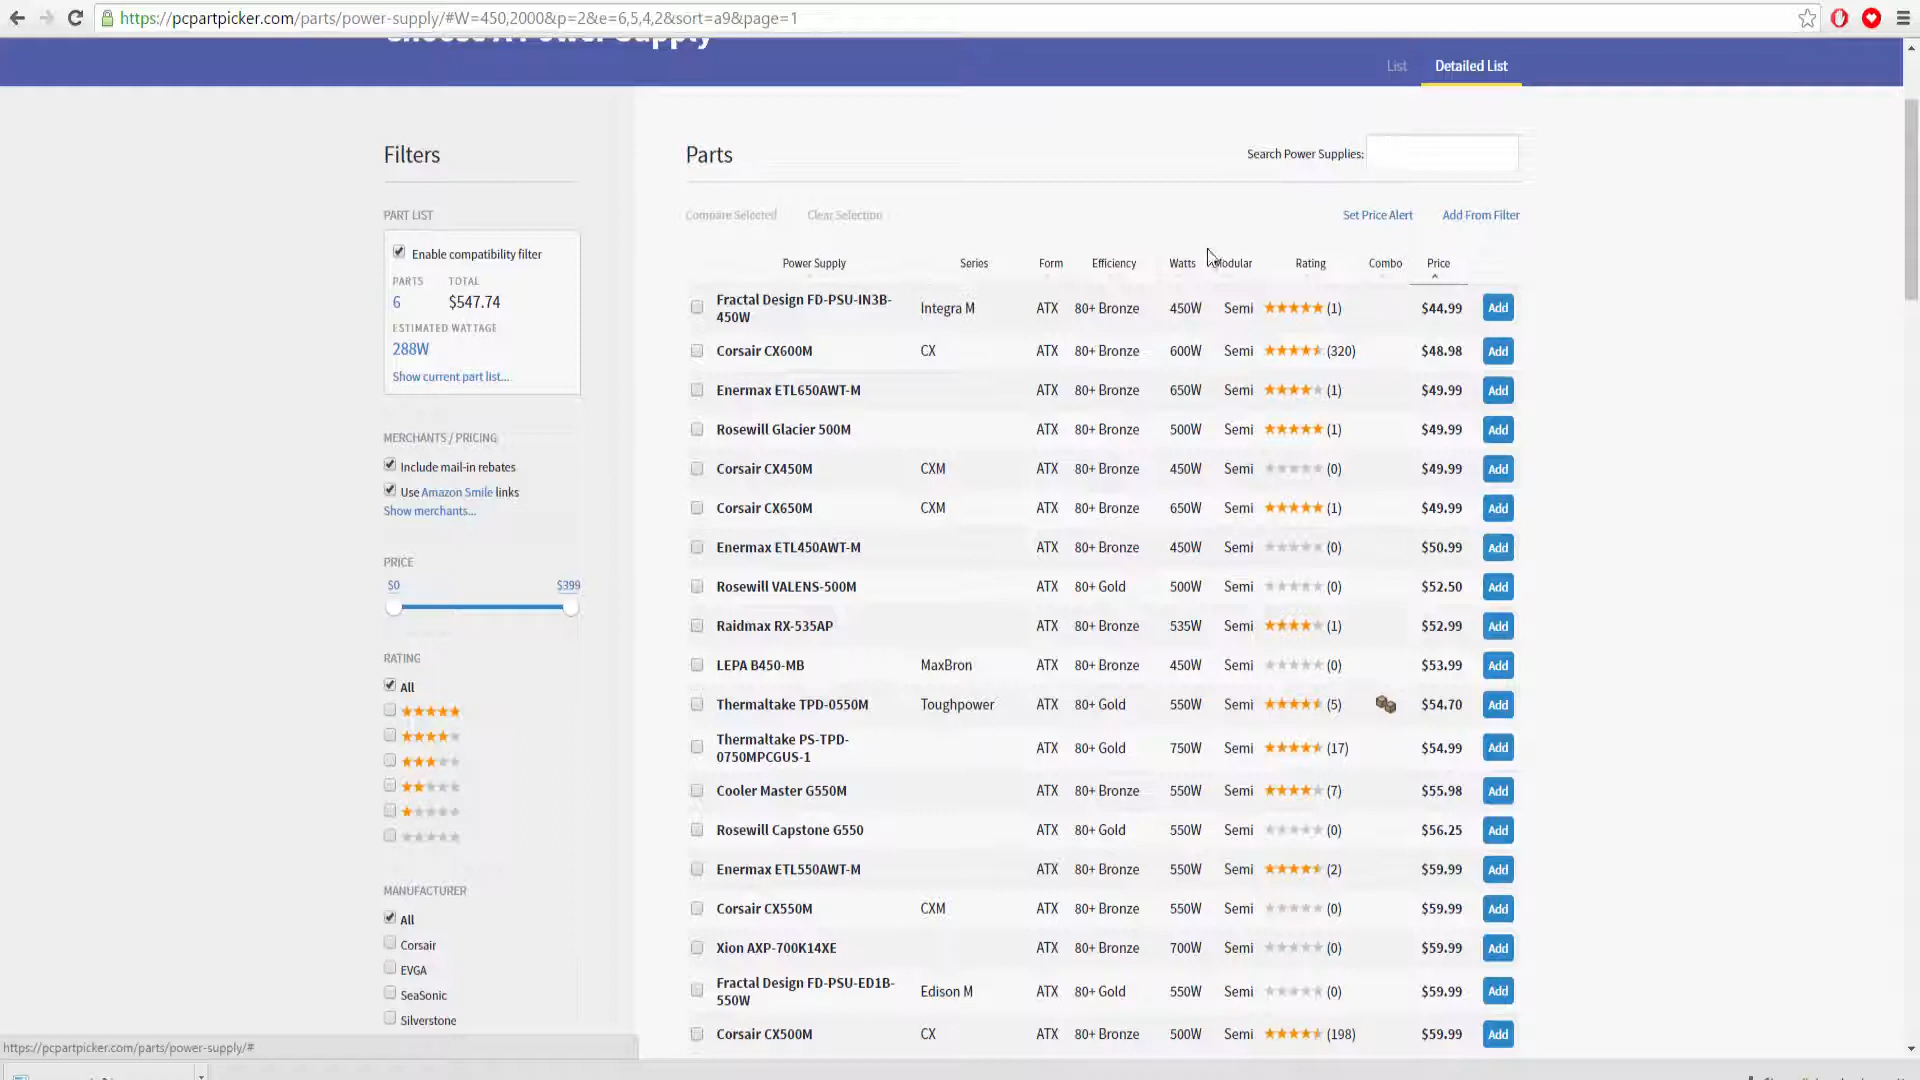 https://pcpartpicker.com/parts/power-supply/#W=450,2000&p=2&e=6,5,4,2&sort=a9&page=1
Choose A Power Supply
List
Detailed List
Filters
PART LIST
Enable compatibility filter
PARTS TOTAL
6 $547.74
ESTIMATED WATTAGE
288W
Show current part list...
MERCHANTS / PRICING
Include mail-in rebates
Use Amazon Smile links
Show merchants...
PRICE
$0 $399
RATING
All
MANUFACTURER
All
Corsair
EVGA
SeaSonic
Silverstone
Parts
Search Power Supplies:
Compare Selected Clear Selection Set Price Alert Add From Filter
Power Supply Series Form Efficiency Watts Modular Rating Combo Price
Fractal Design FD-PSU-IN3B-
450W Integra M ATX 80+ Bronze 450W Semi (1) $44.99 Add
Corsair CX600M CX ATX 80+ Bronze 600W Semi (320) $48.98 Add
Enermax ETL650AWT-M ATX 80+ Bronze 650W Semi (1) $49.99 Add
Rosewill Glacier 500M ATX 80+ Bronze 500W Semi (1) $49.99 Add
Corsair CX450M CXM ATX 80+ Bronze 450W Semi (0) $49.99 Add
Corsair CX650M CXM ATX 80+ Bronze 650W Semi (1) $49.99 Add
Enermax ETL450AWT-M ATX 80+ Bronze 450W Semi (0) $50.99 Add
Rosewill VALENS-500M ATX 80+ Gold 500W Semi (0) $52.50 Add
Raidmax RX-535AP ATX 80+ Bronze 535W Semi (1) $52.99 Add
LEPA B450-MB MaxBron ATX 80+ Bronze 450W Semi (0) $53.99 Add
Thermaltake TPD-0550M Toughpower ATX 80+ Gold 550W Semi (5) $54.70 Add
Thermaltake PS-TPD-
0750MPCGUS-1 ATX 80+ Gold 750W Semi (17) $54.99 Add
Cooler Master G550M ATX 80+ Bronze 550W Semi (7) $55.98 Add
Rosewill Capstone G550 ATX 80+ Gold 550W Semi (0) $56.25 Add
Enermax ETL550AWT-M ATX 80+ Bronze 550W Semi (2) $59.99 Add
Corsair CX550M CXM ATX 80+ Bronze 550W Semi (0) $59.99 Add
Xion AXP-700K14XE ATX 80+ Bronze 700W Semi (0) $59.99 Add
Fractal Design FD-PSU-ED1B-
550W Edison M ATX 80+ Gold 550W Semi (0) $59.99 Add
Corsair CX500M CX ATX 80+ Bronze 500W Semi (198) $59.99 Add
https://pcpartpicker.com/parts/power-supply/#